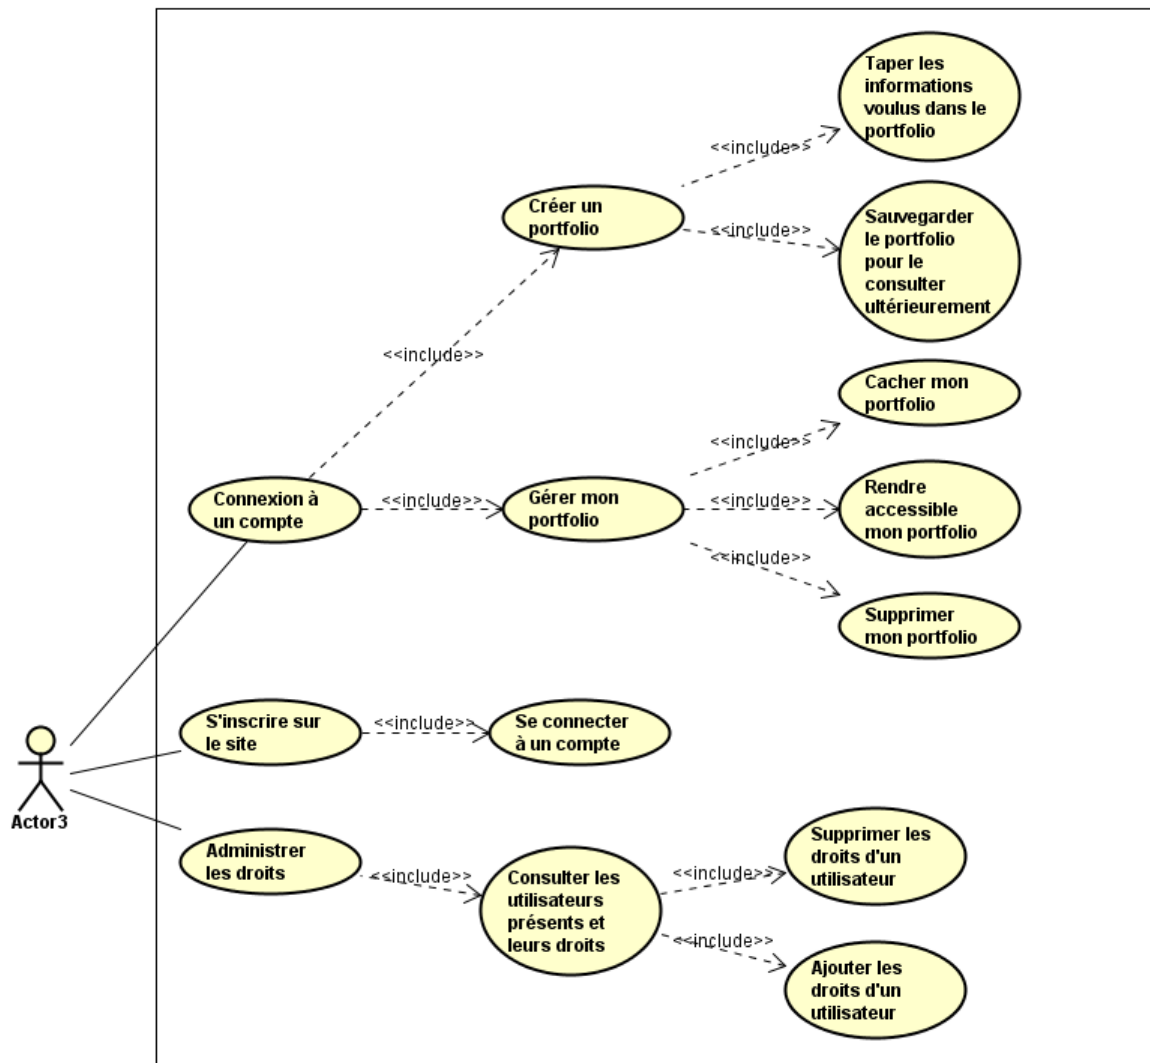 Taper les
informations
voulus dans le
portfolio
<<include>>
Créer un
portfolio
<<include>>
Sauvegarder
le portfolio
pour le
consulter
ultérieurement
<<include>>
Cacher mon
portfolio
<<include>>
Connexion à
un compte
<<include>>
Gérer mon
portfolio
<<include>>
Rendre
accessible
mon portfolio
<<include>>
Supprimer
mon portfolio
S'inscrire sur
le site
<<include>>
Se connecter
à un compte
Actor3
Administrer
les droits
<<include>>
Consulter les
utilisateurs
présents et
leurs droits
<<include>>
Supprimer les
droits d'un
utilisateur
<<include>>
Ajouter les
droits d'un
utilisateur